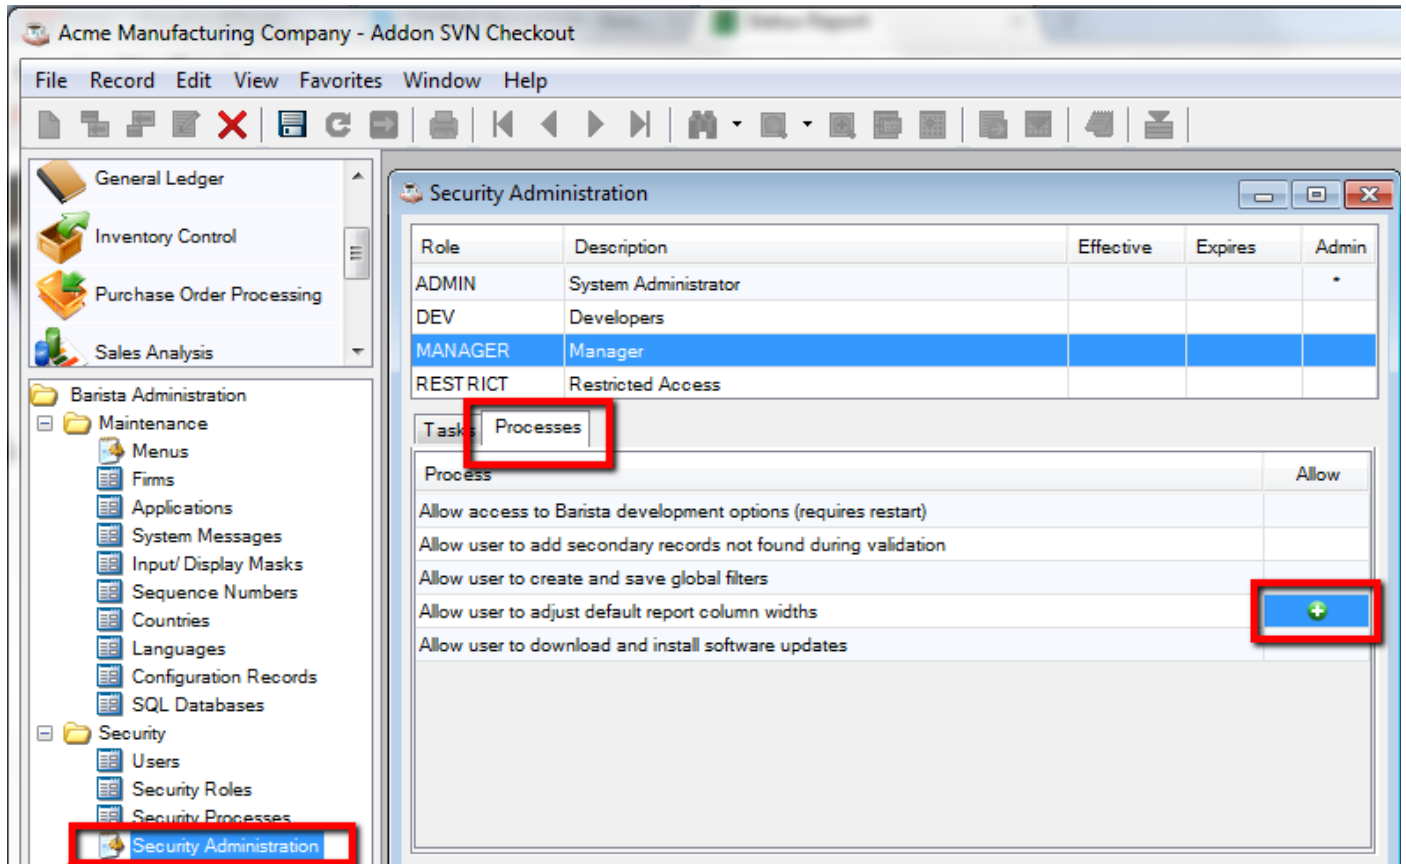 Acme Manufacturing Company - Addon SVN Checkout
Status Report
File Record Edit View Favorites Window Help
General Ledger
Inventory Control
Purchase Order Processing
Sales Analysis
Barista Administration
Maintenance
Menus
Firms
Applications
System Messages
Input/Display Masks
Sequence Numbers
Countries
Languages
Configuration Records
SQL Databases
Security
Users
Security Roles
Security Processes
Security Administration
Security Administration
Role Description Effective Expires Admin
ADMIN System Administrator *
DEV Developers
MANAGER Manager
RESTRICT Restricted Access
Tasks Processes
Process Allow
Allow access to Barista development options (requires restart)
Allow user to add secondary records not found during validation
Allow user to create and save global filters
Allow user to adjust default report column widths
Allow user to download and install software updates